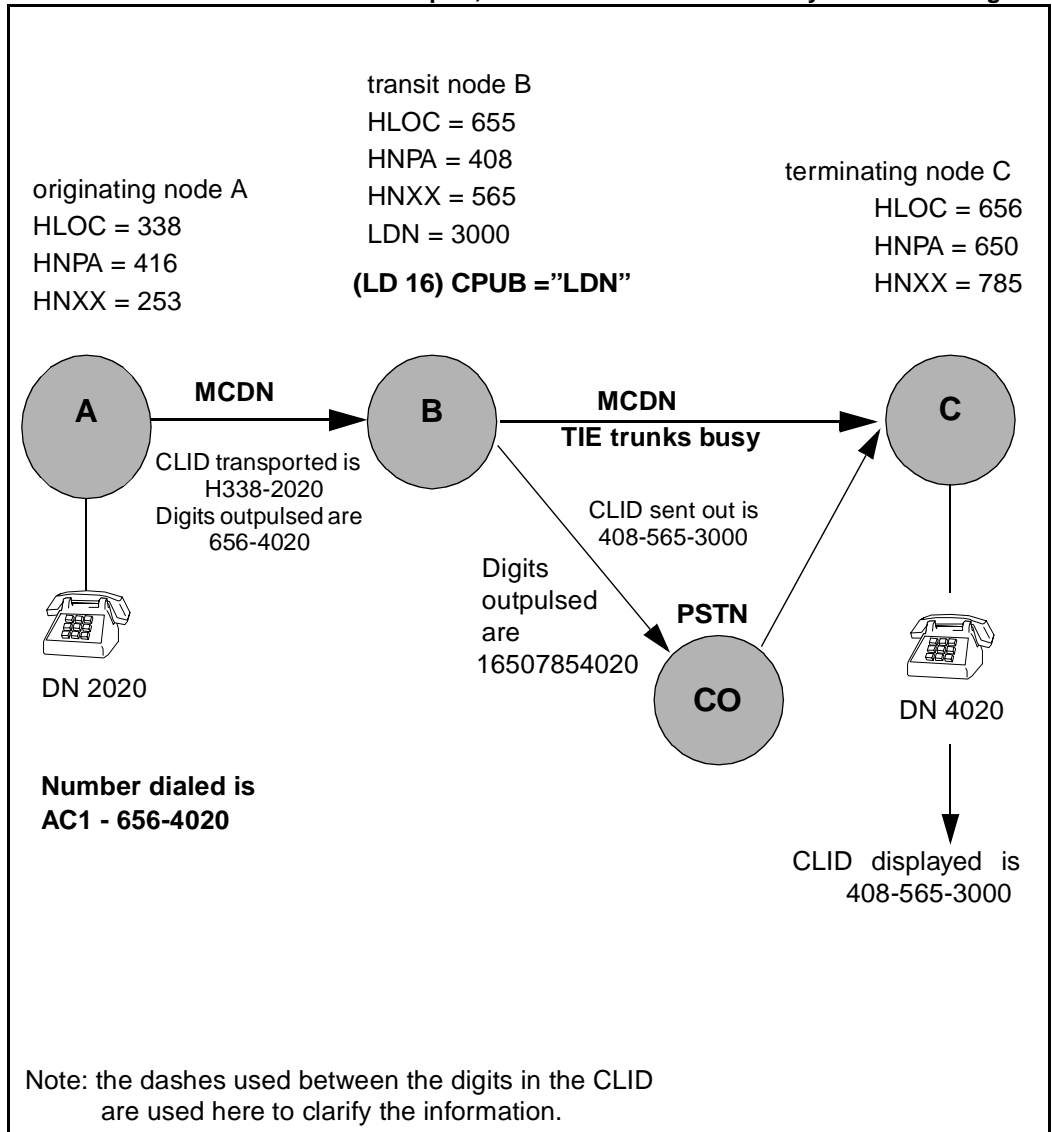 transit node B
HLOC = 655
HNPA = 408
HNXX = 565
LDN = 3000
(LD 16) CPUB =”LDN”
originating node A
HLOC = 338
HNPA = 416
HNXX = 253
terminating node C
HLOC = 656
HNPA = 650
HNXX = 785
A
MCDN
B
MCDN
TIE trunks busy
C
CLID transported is
H338-2020
Digits outpulsed are
656-4020
CLID sent out is
408-565-3000
Digits
outpulsed
are
16507854020
PSTN
CO
DN 2020
DN 4020
Number dialed is
AC1 - 656-4020
CLID displayed is
408-565-3000
Note: the dashes used between the digits in the CLID
are used here to clarify the information.